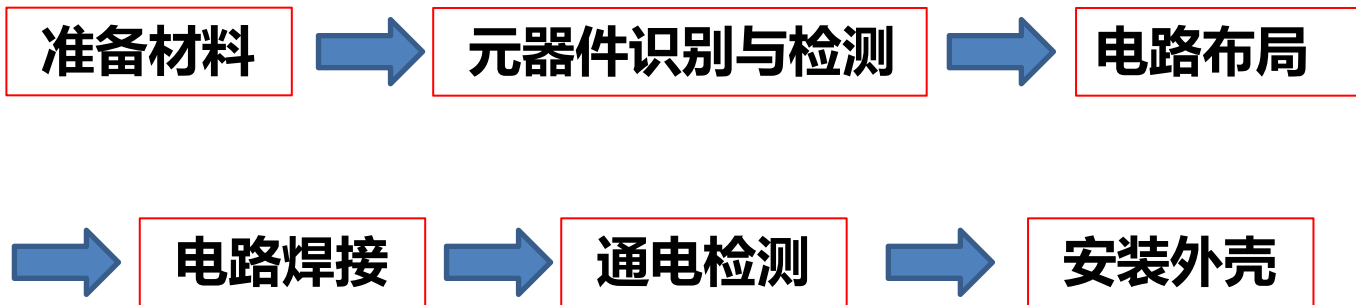 准备材料
元器件识别与检测
电路布局
电路焊接
通电检测
安装外壳